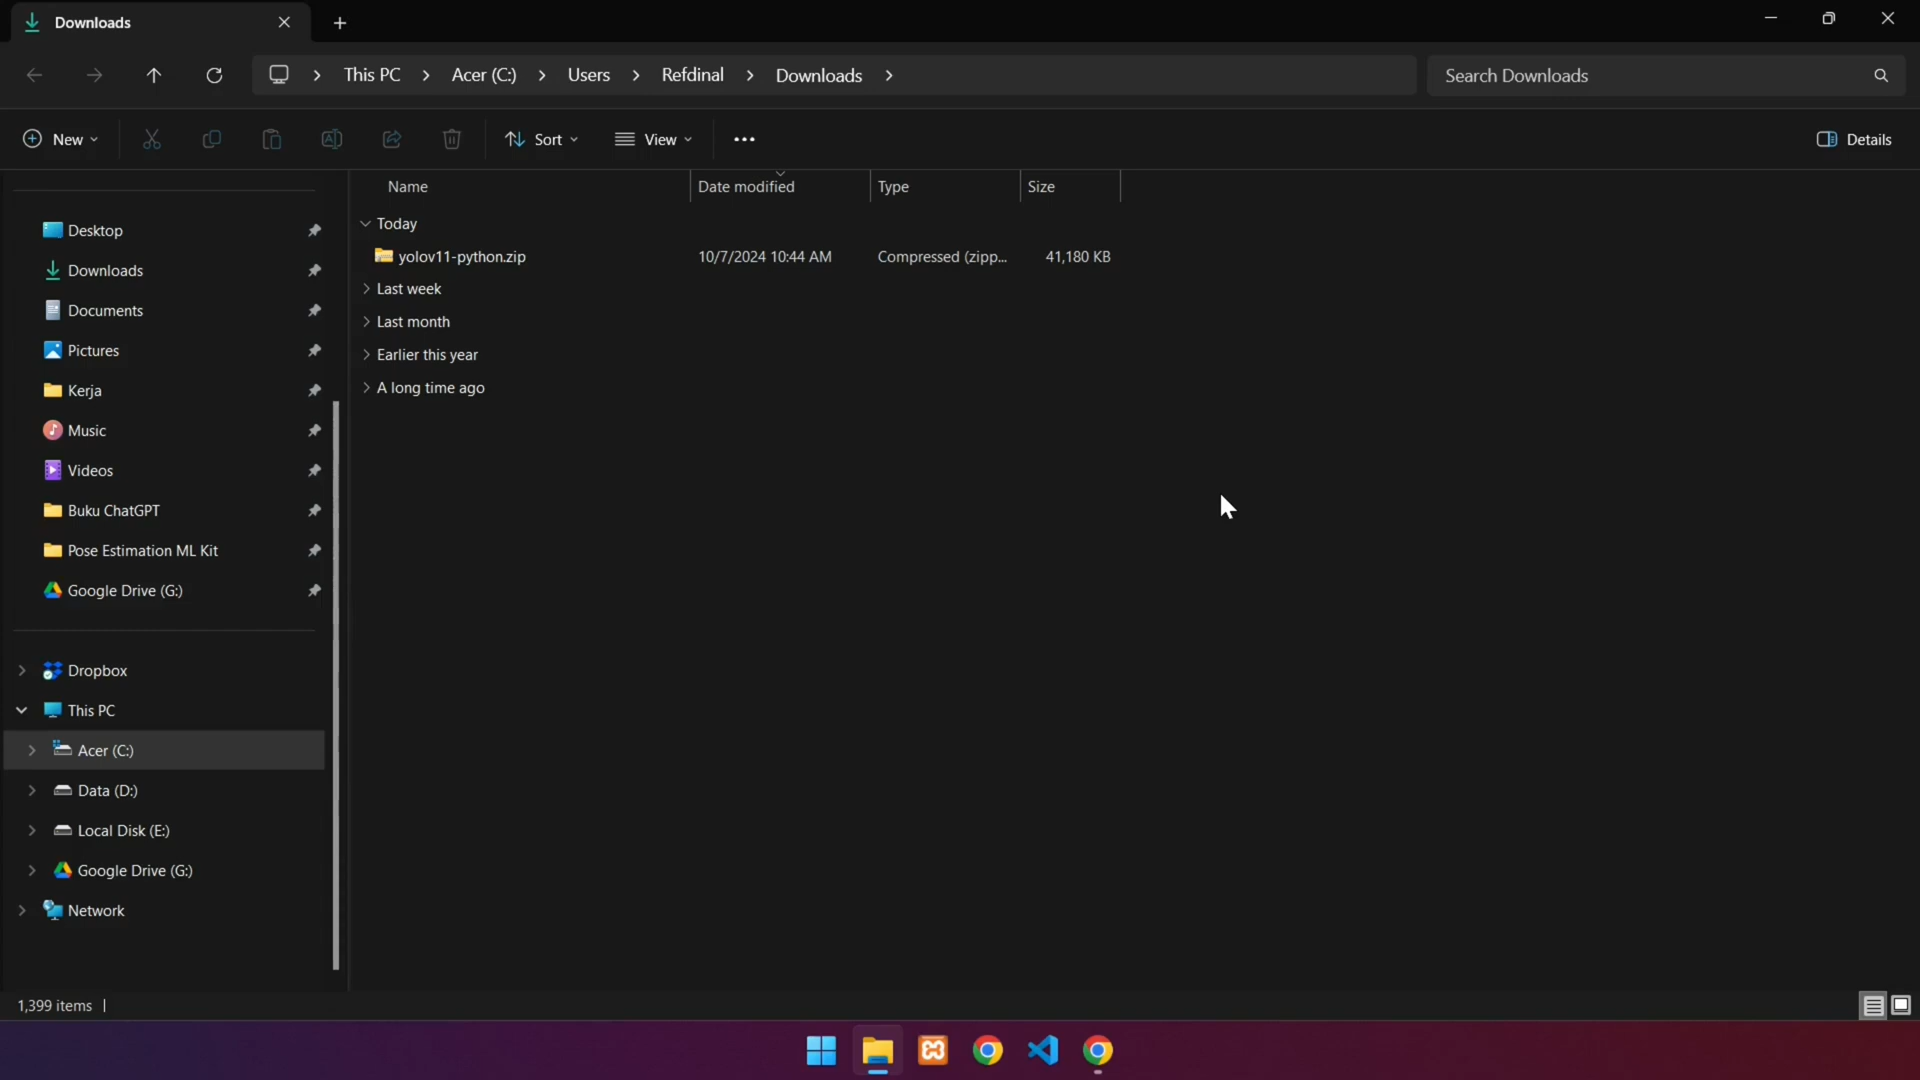 Downloads
This PC > Acer (C:) > Users > Refdinal > Downloads >
Search Downloads
New
Sort
View
Details
Name Date modified Type Size
Today
yolov11-python.zip 10/7/2024 10:44 AM Compressed (zipp... 41,180 KB
Last week
Last month
Earlier this year
A long time ago
Desktop
Downloads
Documents
Pictures
Kerja
Music
Videos
Buku ChatGPT
Pose Estimation ML Kit
Google Drive (G:)
Dropbox
This PC
Acer (C:)
Data (D:)
Local Disk (E:)
Google Drive (G:)
Network
1,399 items